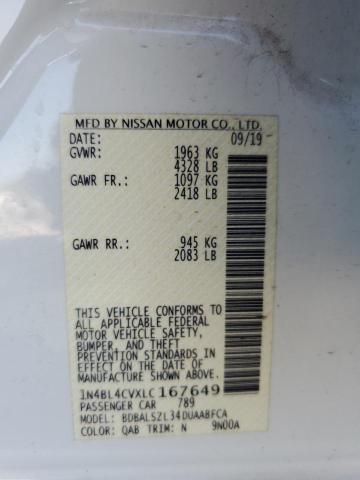 MFD BY NISSAN MOTOR CO., LTD.
DATE: 09/19
GVWR: 1963 KG
4328 LB
GAWR FR.: 1097 KG
2418 LB
GAWR RR.: 945 KG
2083 LB
THIS VEHICLE CONFORMS TO
ALL APPLICABLE FEDERAL
MOTOR VEHICLE SAFETY,
BUMPER, AND THEFT
PREVENTION STANDARDS IN
EFFECT ON THE DATE OF
MANUFACTURE SHOWN ABOVE.
1N4BL4CVXLC167649
PASSENGER CAR 789
MODEL: BDBALSZL34DUAABFCA
COLOR: QAB TRIM: N 9N00A